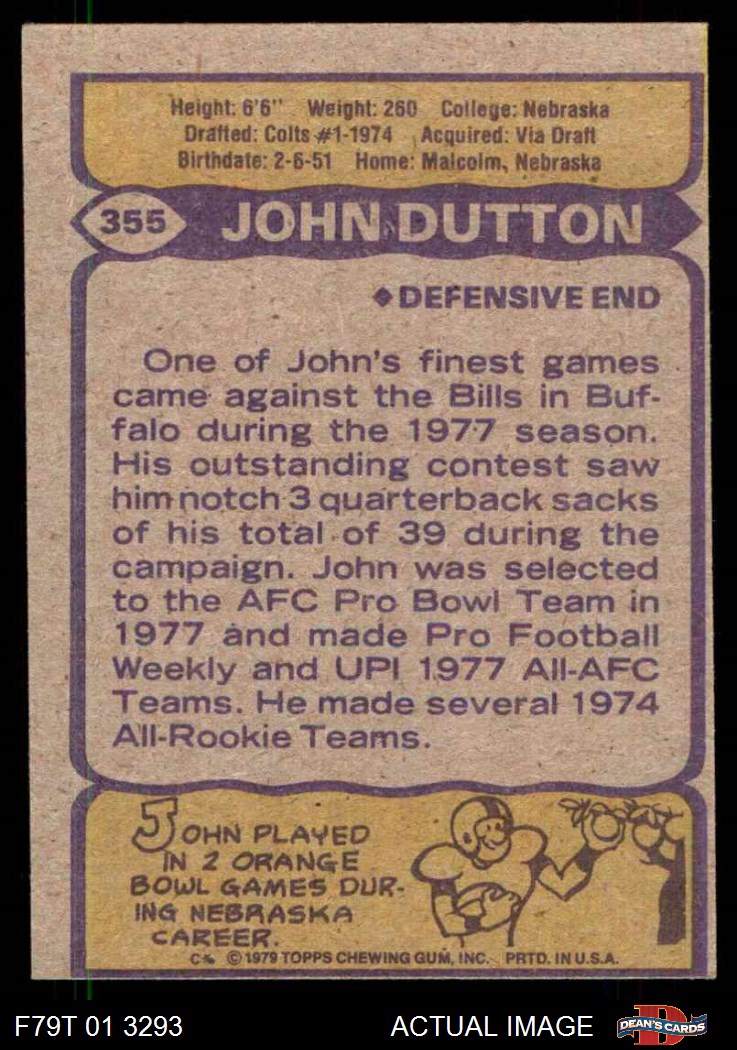 Height: 6'6" Weight: 260 College: Nebraska
Drafted: Colts #1-1974 Acquired: Via Draft
Birthdate: 2-6-51 Home: Malcolm, Nebraska
355 JOHN DUTTON
◆ DEFENSIVE END
One of John's finest games
came against the Bills in Buf-
falo during the 1977 season.
His outstanding contest saw
him notch 3 quarterback sacks
of his total of 39 during the
campaign. John was selected
to the AFC Pro Bowl Team in
1977 and made Pro Football
Weekly and UPI 1977 All-AFC
Teams. He made several 1974
All-Rookie Teams.
JOHN PLAYED
IN 2 ORANGE
BOWL GAMES DUR-
ING NEBRASKA
CAREER.
© 1979 TOPPS CHEWING GUM, INC. PRTD. IN U.S.A.
F79T 01 3293 ACTUAL IMAGE D DEAN'S CARDS